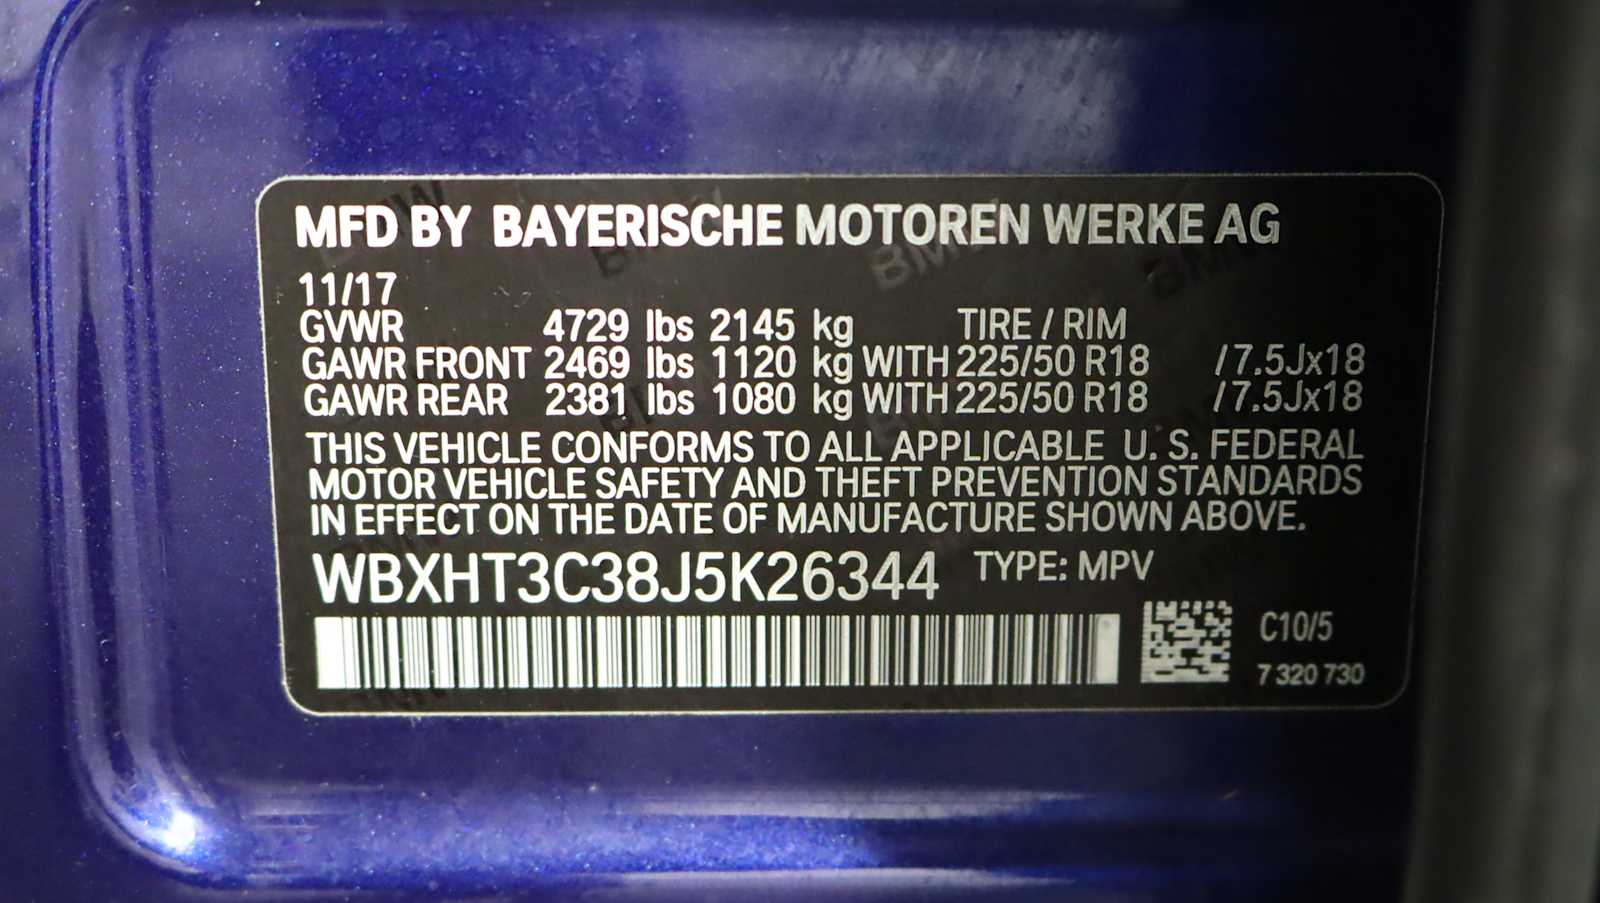 MFD BY BAYERISCHE MOTOREN WERKE AG
11/17
GVWR 4729 lbs 2145 kg TIRE / RIM
GAWR FRONT 2469 lbs 1120 kg WITH 225/50 R18 /7.5Jx18
GAWR REAR 2381 lbs 1080 kg WITH 225/50 R18 /7.5Jx18
THIS VEHICLE CONFORMS TO ALL APPLICABLE U. S. FEDERAL
MOTOR VEHICLE SAFETY AND THEFT PREVENTION STANDARDS
IN EFFECT ON THE DATE OF MANUFACTURE SHOWN ABOVE.
WBXHT3C38J5K26344 TYPE: MPV
C10/5
7 320 730